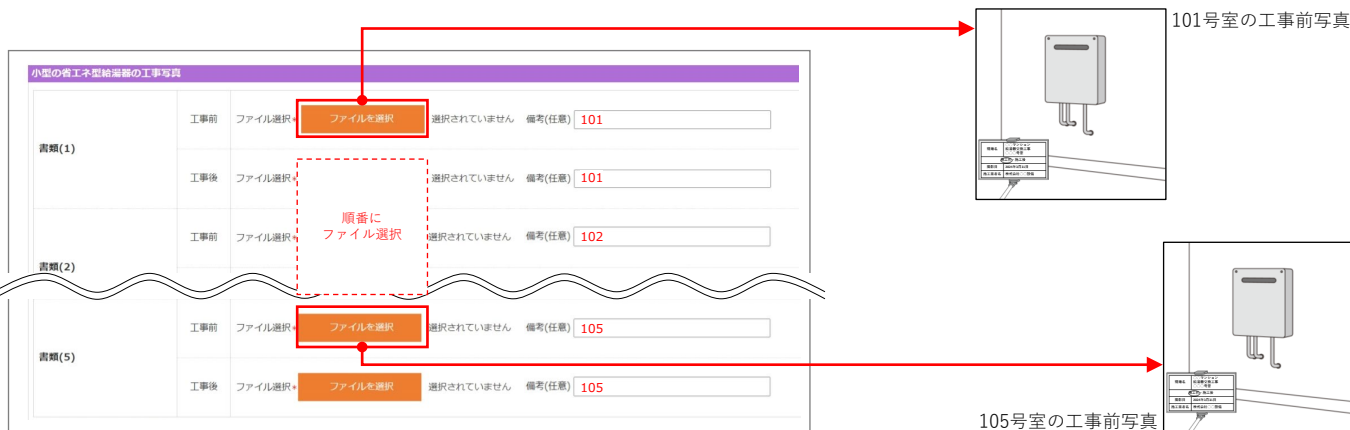 101号室の工事前写真
小型の省エネ型給湯器の工事写真
書類(1)
工事前 ファイル選択* ファイルを選択 選択されていません 備考(任意) 101
工事後 ファイル選択* 選択されていません 備考(任意) 101
順番に
ファイル選択
書類(2)
工事前 ファイル選択* 選択されていません 備考(任意) 102
書類(5)
工事前 ファイル選択* ファイルを選択 選択されていません 備考(任意) 105
工事後 ファイル選択* ファイルを選択 選択されていません 備考(任意) 105
105号室の工事前写真